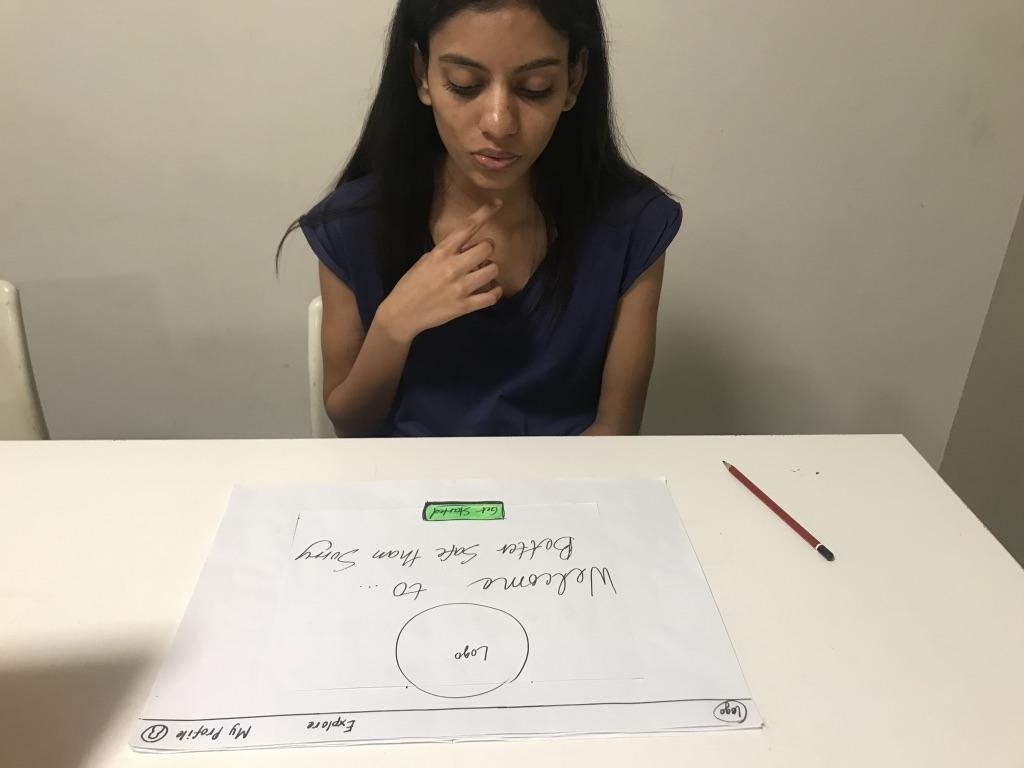 Logo Explore My Profile
Logo
Welcome to ...
Better Safe than Sorry
Get Started